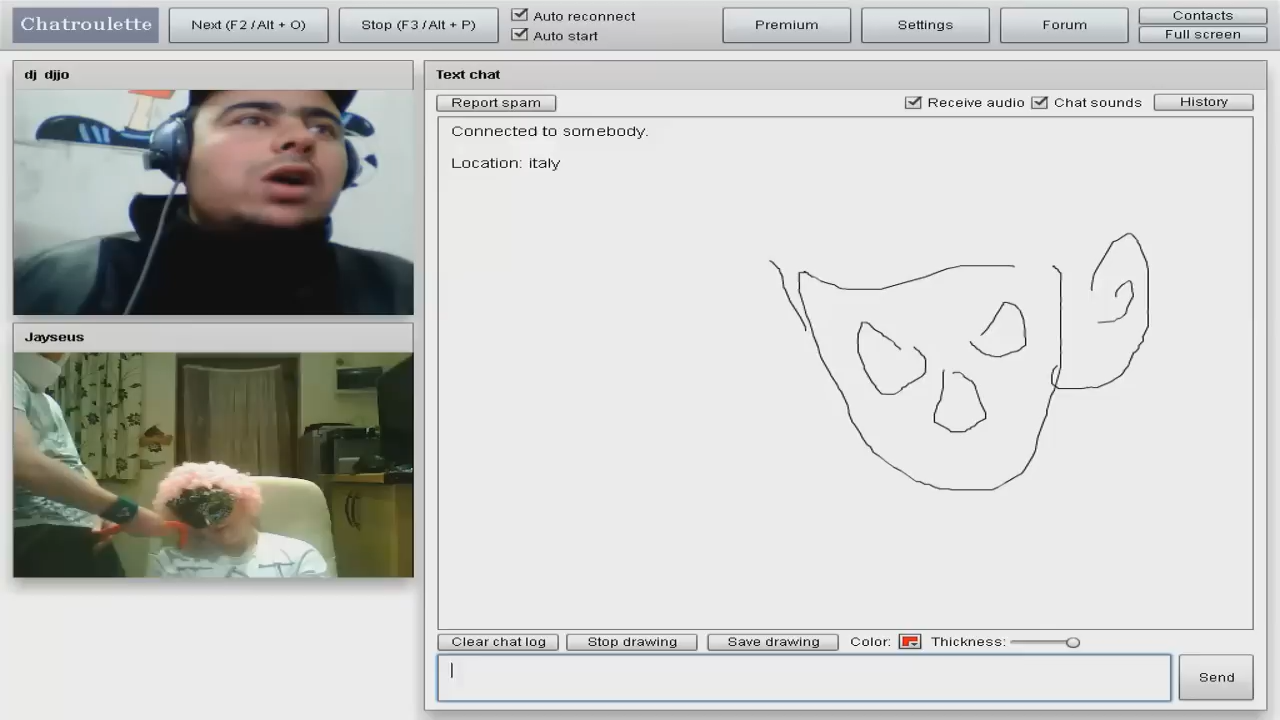 Chatroulette
Next (F2 / Alt + O)
Stop (F3 / Alt + P)
Auto reconnect
Auto start
Premium
Settings
Forum
Contacts
Full screen
dj djjo
Jayseus
Text chat
Report spam
Receive audio
Chat sounds
History
Connected to somebody.
Location: italy
Clear chat log
Stop drawing
Save drawing
Color:
Thickness:
Send